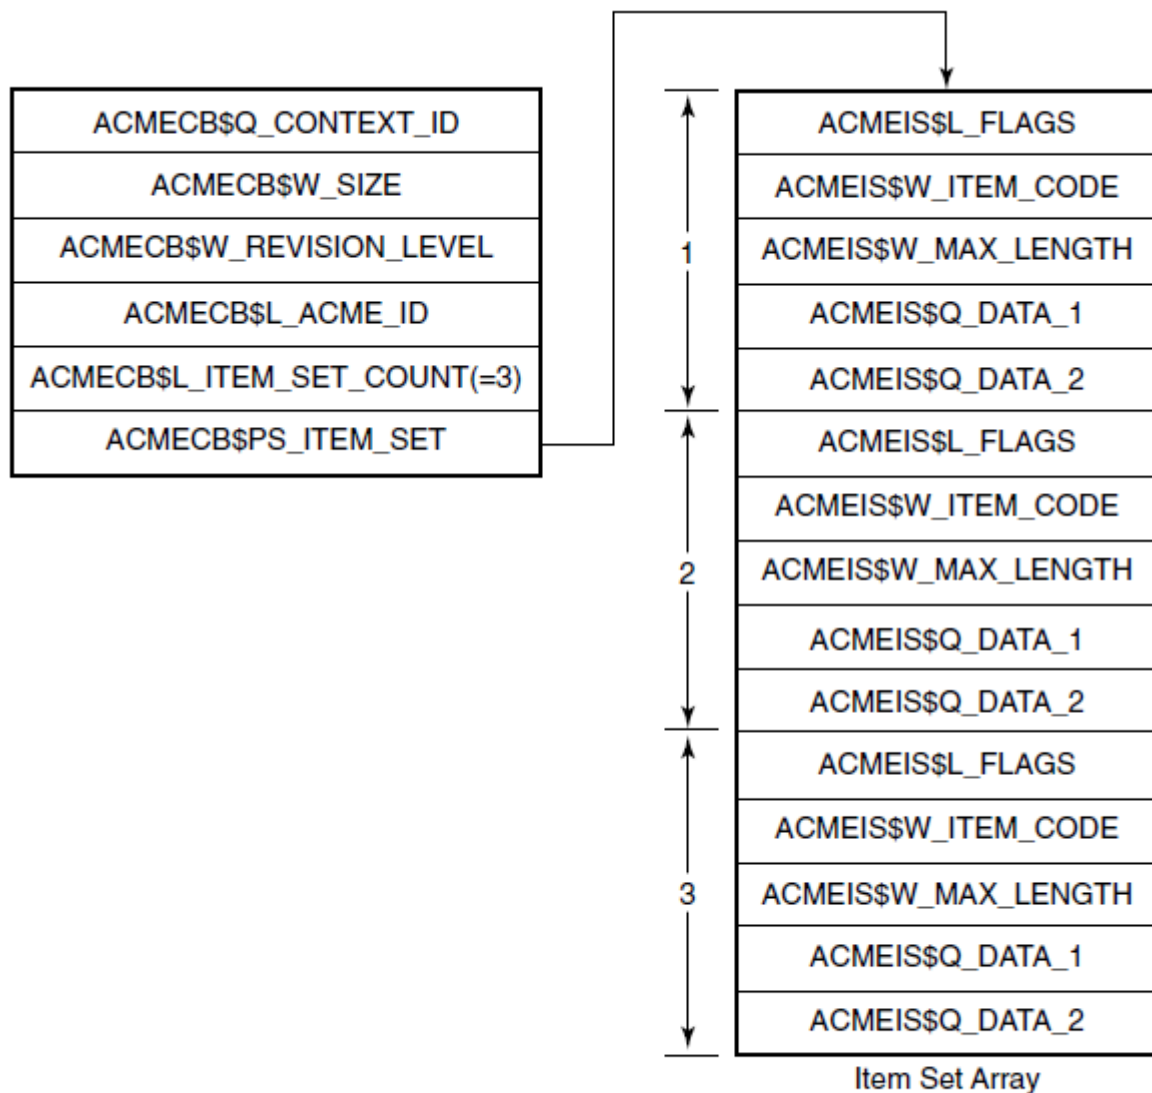 ACMECB$Q_CONTEXT_ID
ACMECB$W_SIZE
ACMECB$W_REVISION_LEVEL
ACMECB$L_ACME_ID
ACMECB$L_ITEM_SET_COUNT(=3)
ACMECB$PS_ITEM_SET
1
ACMEIS$L_FLAGS
ACMEIS$W_ITEM_CODE
ACMEIS$W_MAX_LENGTH
ACMEIS$Q_DATA_1
ACMEIS$Q_DATA_2
2
ACMEIS$L_FLAGS
ACMEIS$W_ITEM_CODE
ACMEIS$W_MAX_LENGTH
ACMEIS$Q_DATA_1
ACMEIS$Q_DATA_2
3
ACMEIS$L_FLAGS
ACMEIS$W_ITEM_CODE
ACMEIS$W_MAX_LENGTH
ACMEIS$Q_DATA_1
ACMEIS$Q_DATA_2
Item Set Array